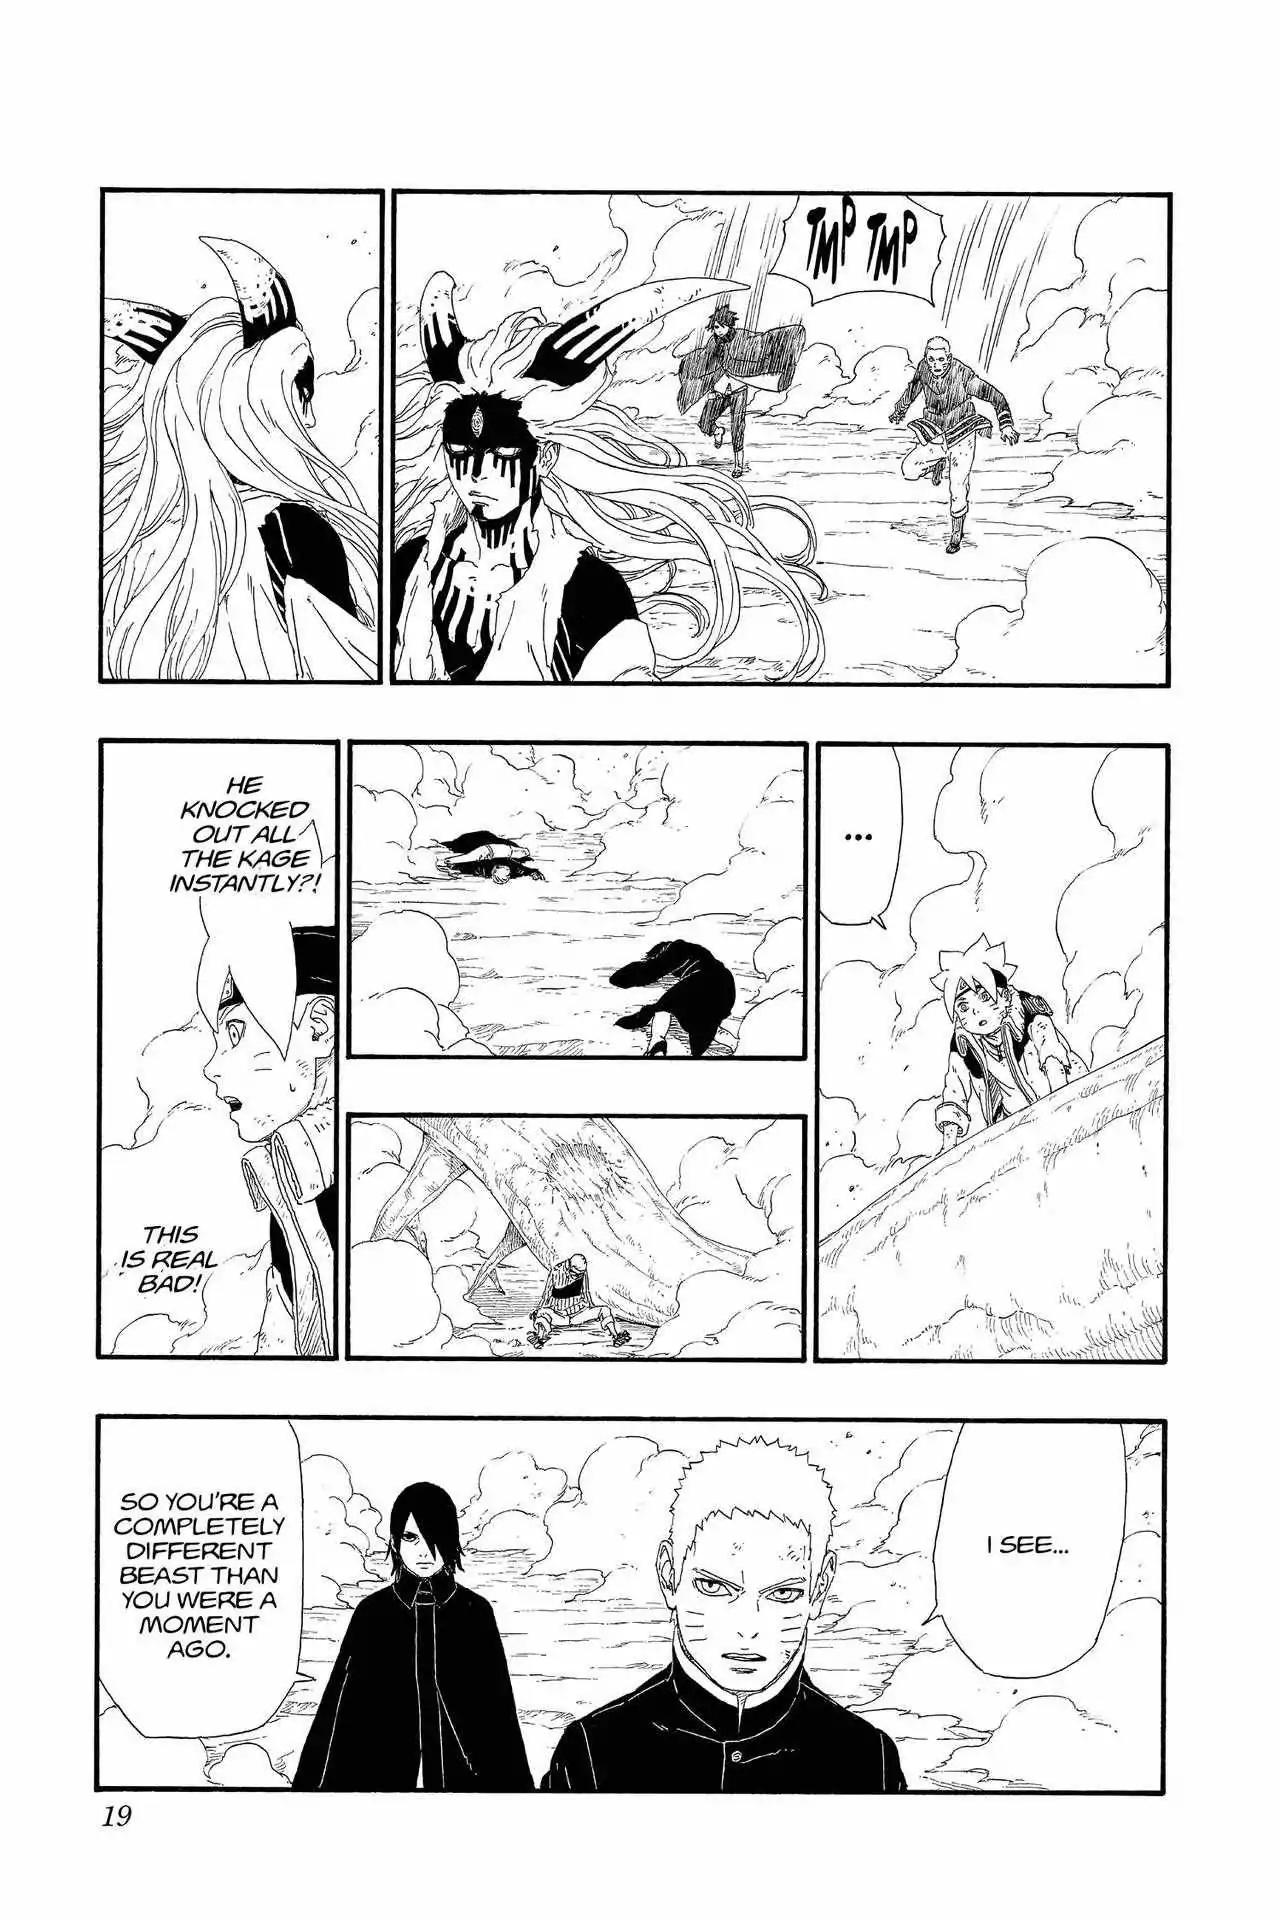 TMP TMP
...
HE
KNOCKED
OUT ALL
THE KAGE
INSTANTLY?!
THIS
IS REAL
BAD!
I SEE...
SO YOU'RE A
COMPLETELY
DIFFERENT
BEAST THAN
YOU WERE A
MOMENT
AGO.
19